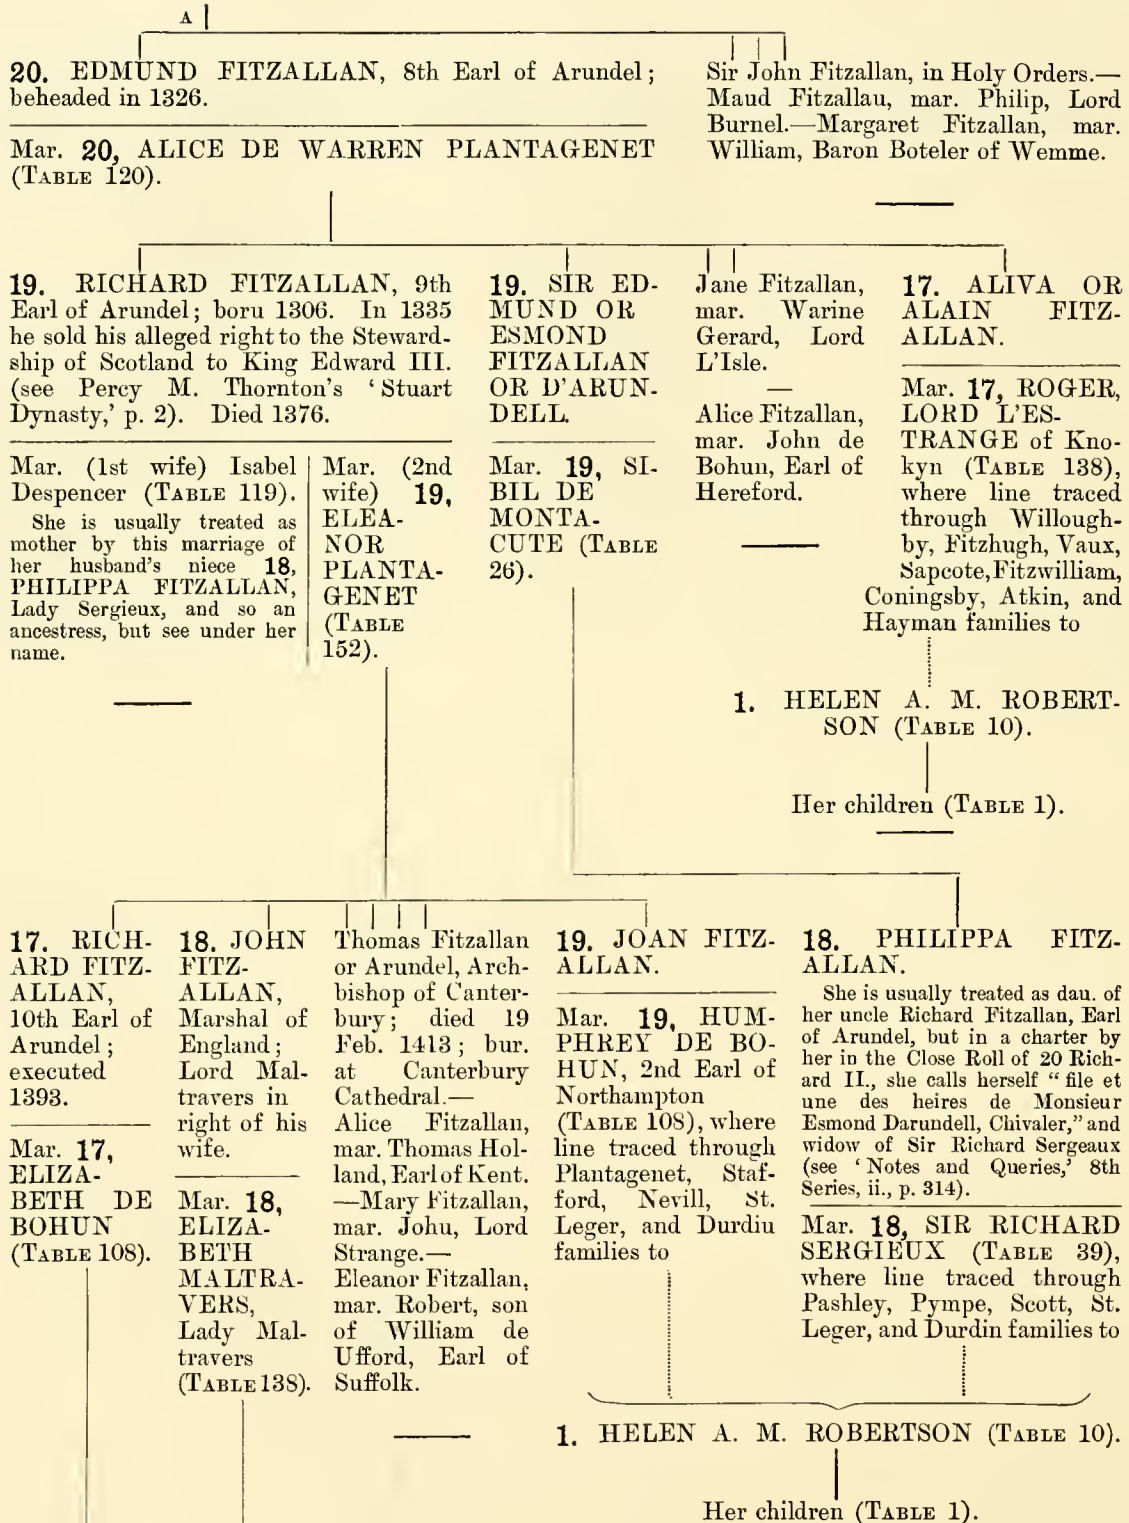 A
20. EDMUND FITZALLAN, 8th Earl of Arundel;
beheaded in 1326.
Mar. 20, ALICE DE WARREN PLANTAGENET
(TABLE 120).
Sir John Fitzallan, in Holy Orders.—
Maud Fitzallau, mar. Philip, Lord
Burnel.—Margaret Fitzallan, mar.
William, Baron Boteler of Wemme.
19. RICHARD FITZALLAN, 9th
Earl of Arundel; boru 1306. In 1335
he sold his alleged right to the Steward-
ship of Scotland to King Edward III.
(see Percy M. Thornton's ‘Stuart
Dynasty,’ p. 2). Died 1376.
Mar. (1st wife) Isabel
Despencer (TABLE 119).
She is usually treated as
mother by this marriage of
her husband's niece 18,
PHILIPPA FITZALLAN,
Lady Sergieux, and so an
ancestress, but see under her
name.
Mar. (2nd
wife) 19,
ELEA-
NOR
PLANTA-
GENET
(TABLE
152).
19. SIR ED-
MUND OR
ESMOND
FITZALLAN
OR D'ARUN-
DELL.
Mar. 19, SI-
BIL DE
MONTA-
CUTE (TABLE
26).
Jane Fitzallan,
mar. Warine
Gerard, Lord
L'Isle.
—
Alice Fitzallan,
mar. John de
Bohun, Earl of
Hereford.
17. ALIVA OR
ALAIN FITZ-
ALLAN.
Mar. 17, ROGER,
LORD L'ES-
TRANGE of Kno-
kyn (TABLE 138),
where line traced
through Willough-
by, Fitzhugh, Vaux,
Sapcote, Fitzwilliam,
Coningsby, Atkin, and
Hayman families to
1. HELEN A. M. ROBERT-
SON (TABLE 10).
Her children (TABLE 1).
17. RICH-
ARD FITZ-
ALLAN,
10th Earl of
Arundel;
executed
1393.
Mar. 17,
ELIZA-
BETH DE
BOHUN
(TABLE 108).
18. JOHN
FITZ-
ALLAN,
Marshal of
England;
Lord Mal-
travers in
right of his
wife.
Mar. 18,
ELIZA-
BETH
MALTRA-
VERS,
Lady Mal-
travers
(TABLE 138).
Thomas Fitzallan
or Arundel, Arch-
bishop of Canter-
bury; died 19
Feb. 1413; bur.
at Canterbury
Cathedral.—
Alice Fitzallan,
mar. Thomas Hol-
land, Earl of Kent.
—Mary Fitzallan,
mar. Johu, Lord
Strange.—
Eleanor Fitzallan,
mar. Robert, son
of William de
Ufford, Earl of
Suffolk.
19. JOAN FITZ-
ALLAN.
Mar. 19, HUM-
PHREY DE BO-
HUN, 2nd Earl of
Northampton
(TABLE 108), where
line traced through
Plantagenet, Staf-
ford, Nevill, St.
Leger, and Durdiu
families to
18. PHILIPPA FITZ-
ALLAN.
She is usually treated as dau. of
her uncle Richard Fitzallan, Earl
of Arundel, but in a charter by
her in the Close Roll of 20 Rich-
ard II., she calls herself “file et
une des heires de Monsieur
Esmond Darundell, Chivaler,” and
widow of Sir Richard Sergeaux
(see ‘Notes and Queries,’ 8th
Series, ii., p. 314).
Mar. 18, SIR RICHARD
SERGIEUX (TABLE 39),
where line traced through
Pashley, Pympe, Scott, St.
Leger, and Durdin families to
1. HELEN A. M. ROBERTSON (TABLE 10).
Her children (TABLE 1).